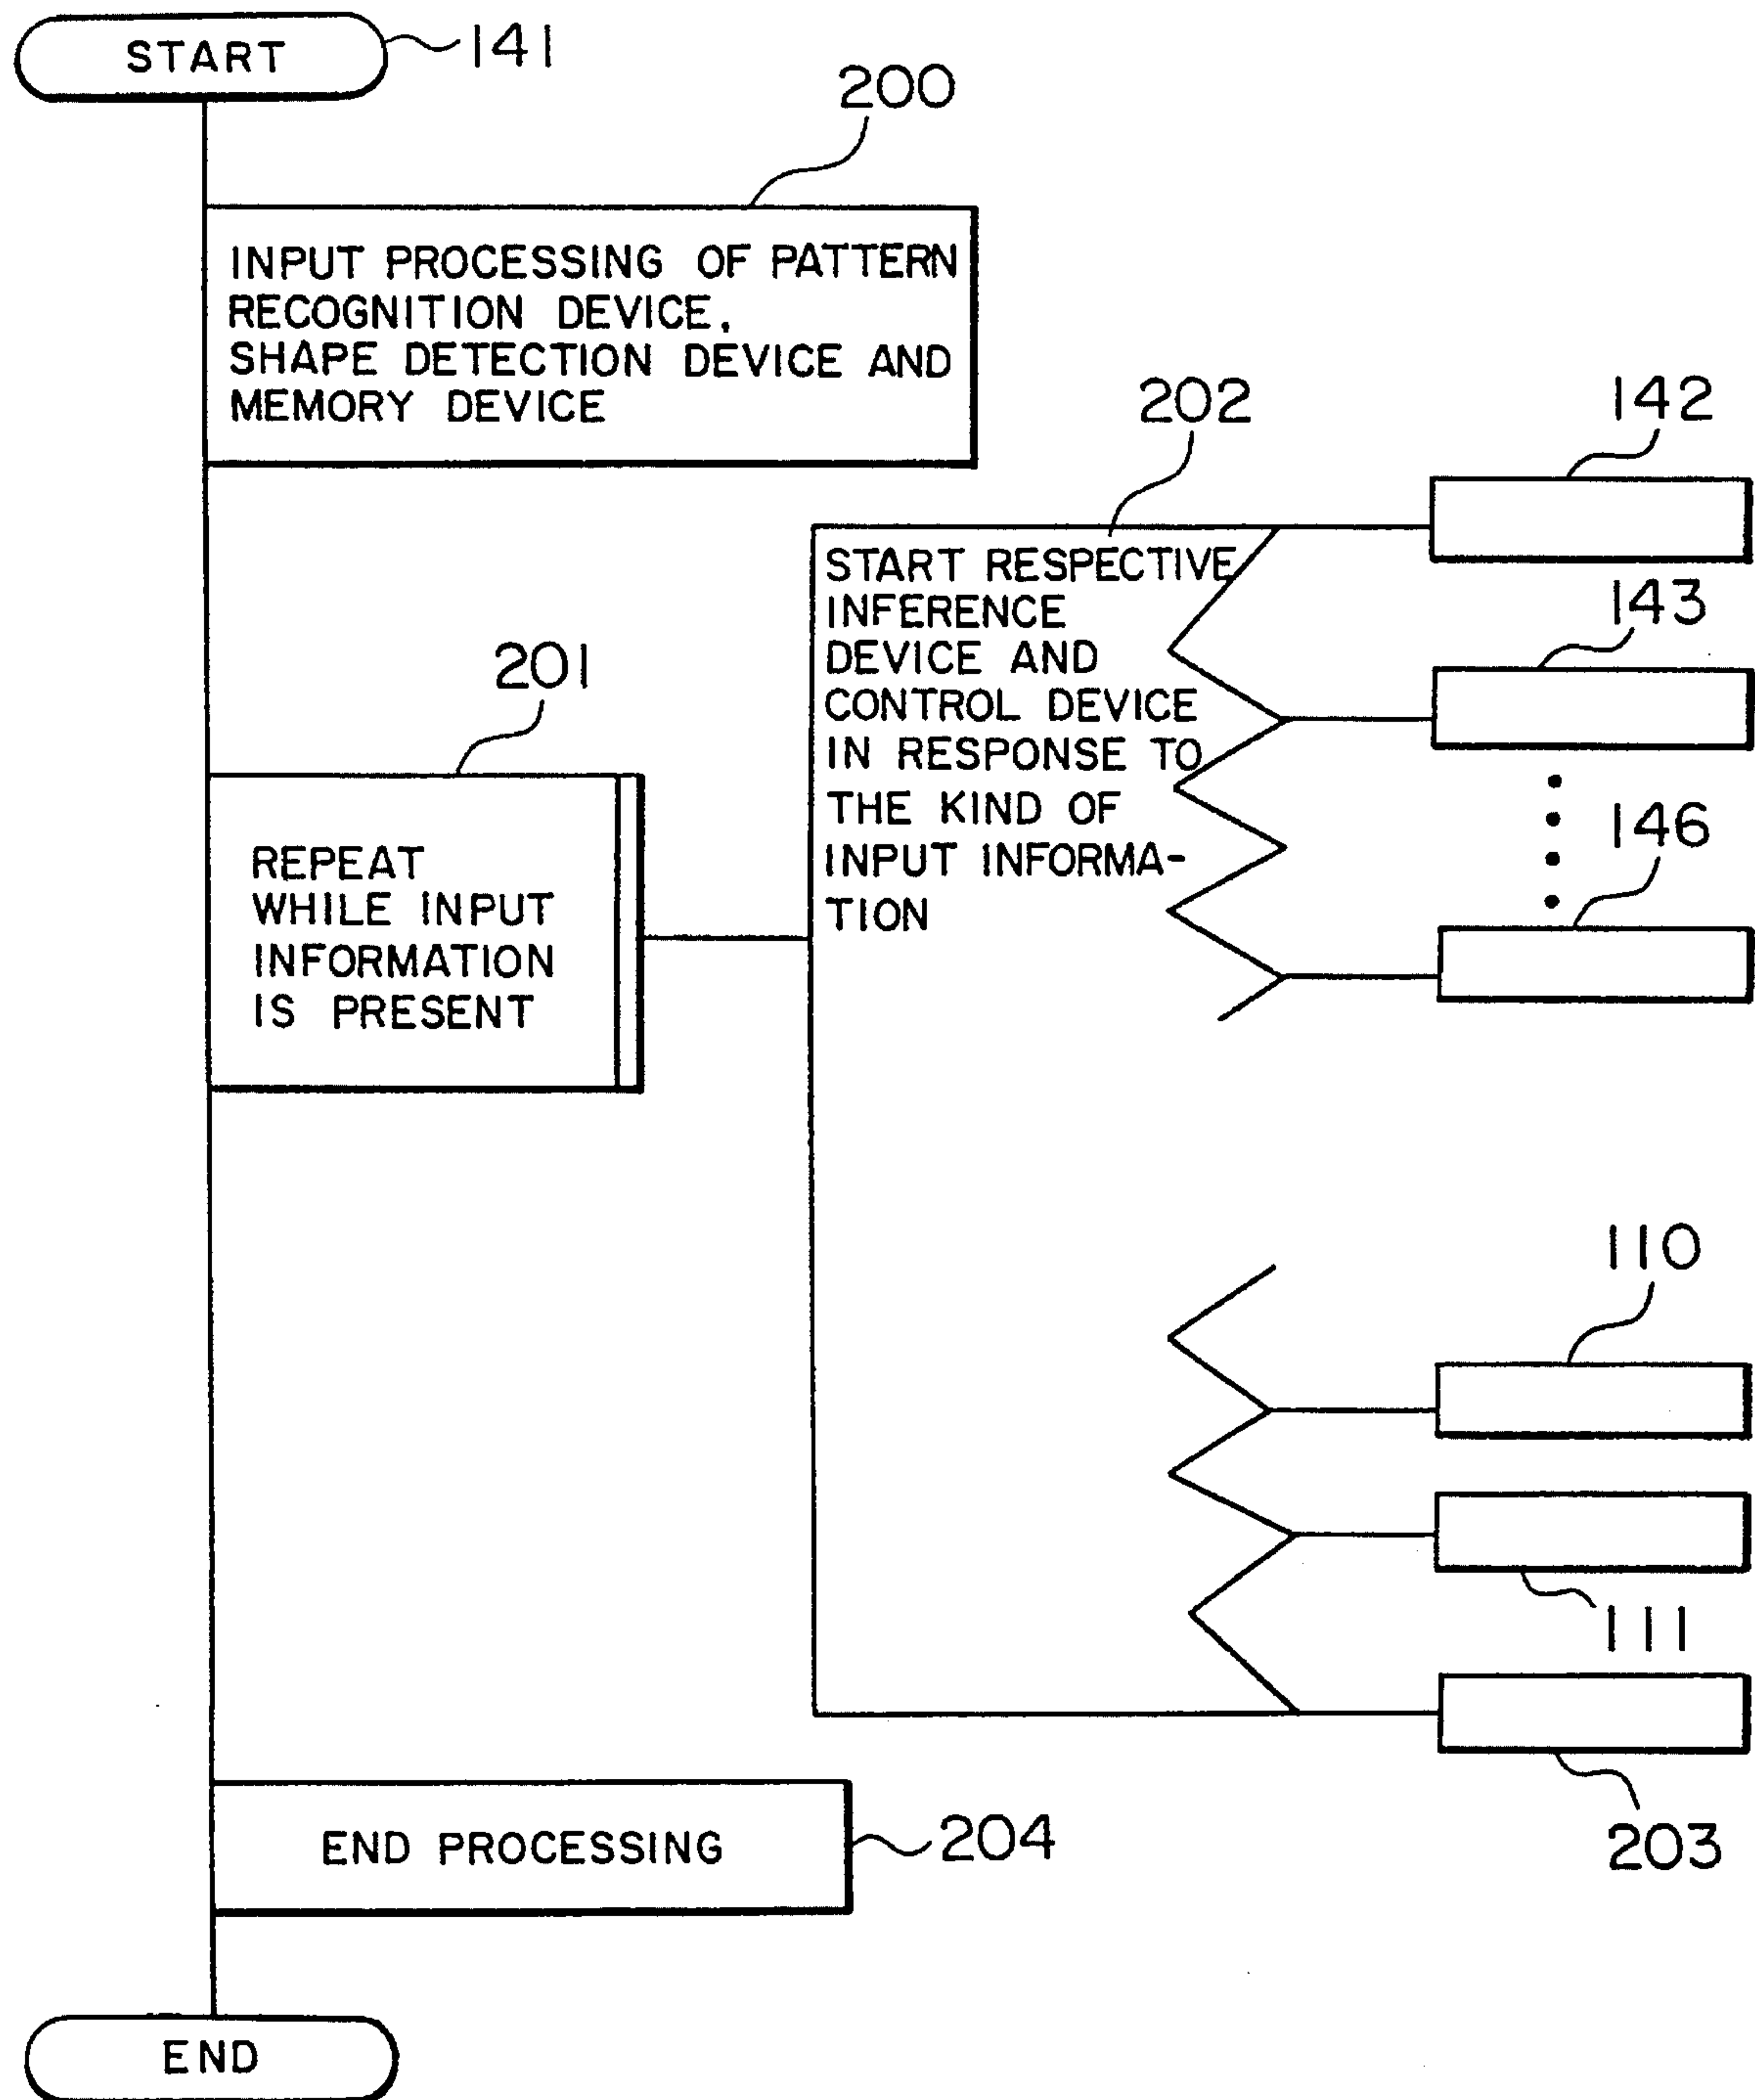 START
141
200
INPUT PROCESSING OF PATTERN
RECOGNITION DEVICE,
SHAPE DETECTION DEVICE AND
MEMORY DEVICE
202
142
START RESPECTIVE
INFERENCE
DEVICE AND
CONTROL DEVICE
IN RESPONSE TO
THE KIND OF
INPUT INFORMA-
TION
143
201
146
REPEAT
WHILE INPUT
INFORMATION
IS PRESENT
110
111
203
END PROCESSING
204
END